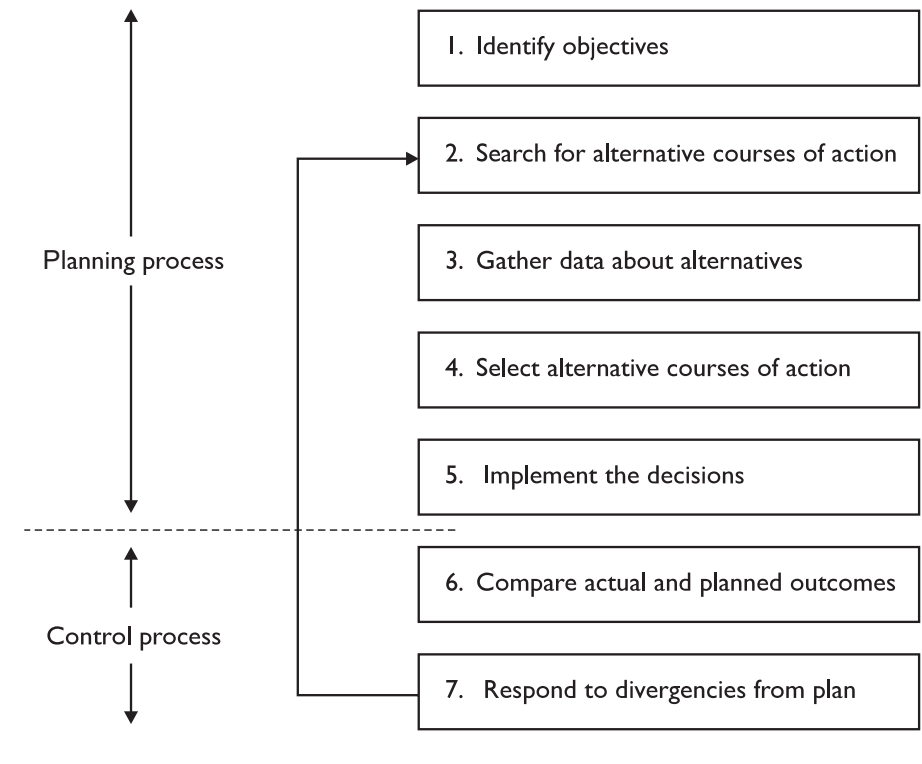 1. Identify objectives
2. Search for alternative courses of action
Planning process
3. Gather data about alternatives
4. Select alternative courses of action
5. Implement the decisions
6. Compare actual and planned outcomes
Control process
7. Respond to divergencies from plan